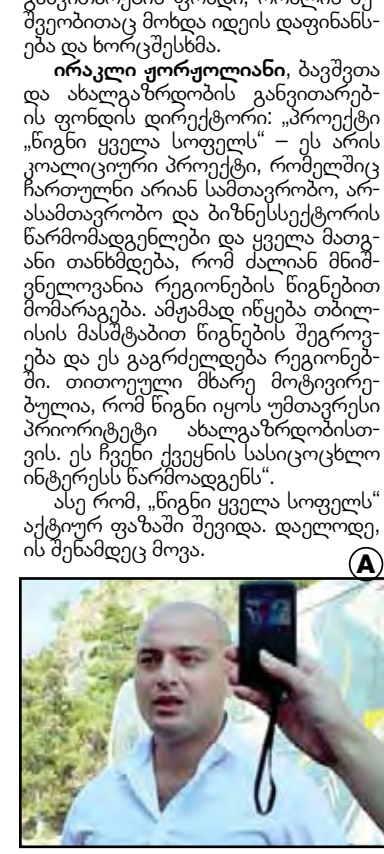 შვეობითაც მოხდა იდეის დაფინანს-
ება და ხორცშესხმა.
ირაკლი ჟორჟოლიანი, ბავშვთა
და ახალგაზრდობის განვითარებ-
ის ფონდის დირექტორი: „პროექტი
„წიგნი ყველა სოფელს“ – ეს არის
კოალიციური პროექტი, რომელშიც
ჩართულნი არიან სამთავრობო, არ-
ასამთავრობო და ბიზნესსექტორის
წარმომადგენლები და ყველა მათგ-
ანი თანხმდება, რომ ძალიან მნიშ-
ვნელოვანია რეგიონების წიგნებით
მომარაგება. ამჟამად იწყება თბილ-
ისის მასშტაბით წიგნების შეგროვ-
ება და ეს გაგრძელდება რეგიონებ-
ში. თითოეული მხარე მოტივირე-
ბულია, რომ წიგნი იყოს უმთავრესი
პრიორიტეტი ახალგაზრდობისთ-
ვის. ეს ჩვენი ქვეყნის სასიცოცხლო
ინტერესს წარმოადგენს“.
ასე რომ, „წიგნი ყველა სოფელს“
აქტიურ ფაზაში შევიდა. დაელოდე,
ის შენამდეც მოვა.
A